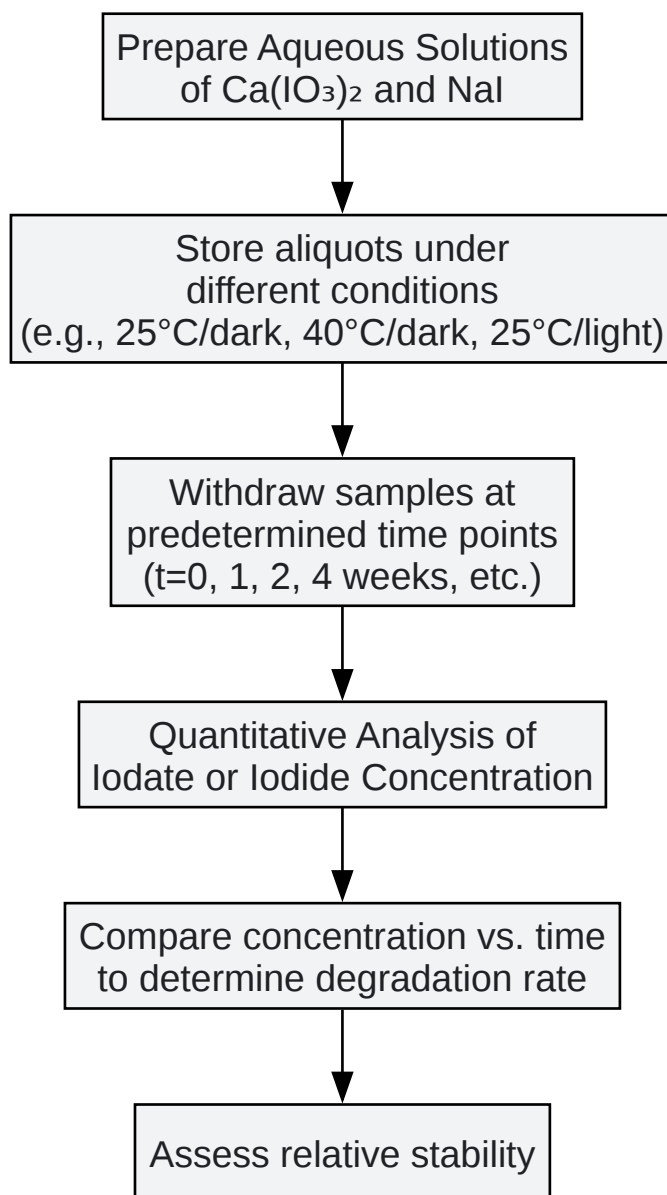 Prepare Aqueous Solutions
of Ca(IO₃)₂ and NaI
Store aliquots under
different conditions
(e.g., 25°C/dark, 40°C/dark, 25°C/light)
Withdraw samples at
predetermined time points
(t=0, 1, 2, 4 weeks, etc.)
Quantitative Analysis of
Iodate or Iodide Concentration
Compare concentration vs. time
to determine degradation rate
Assess relative stability